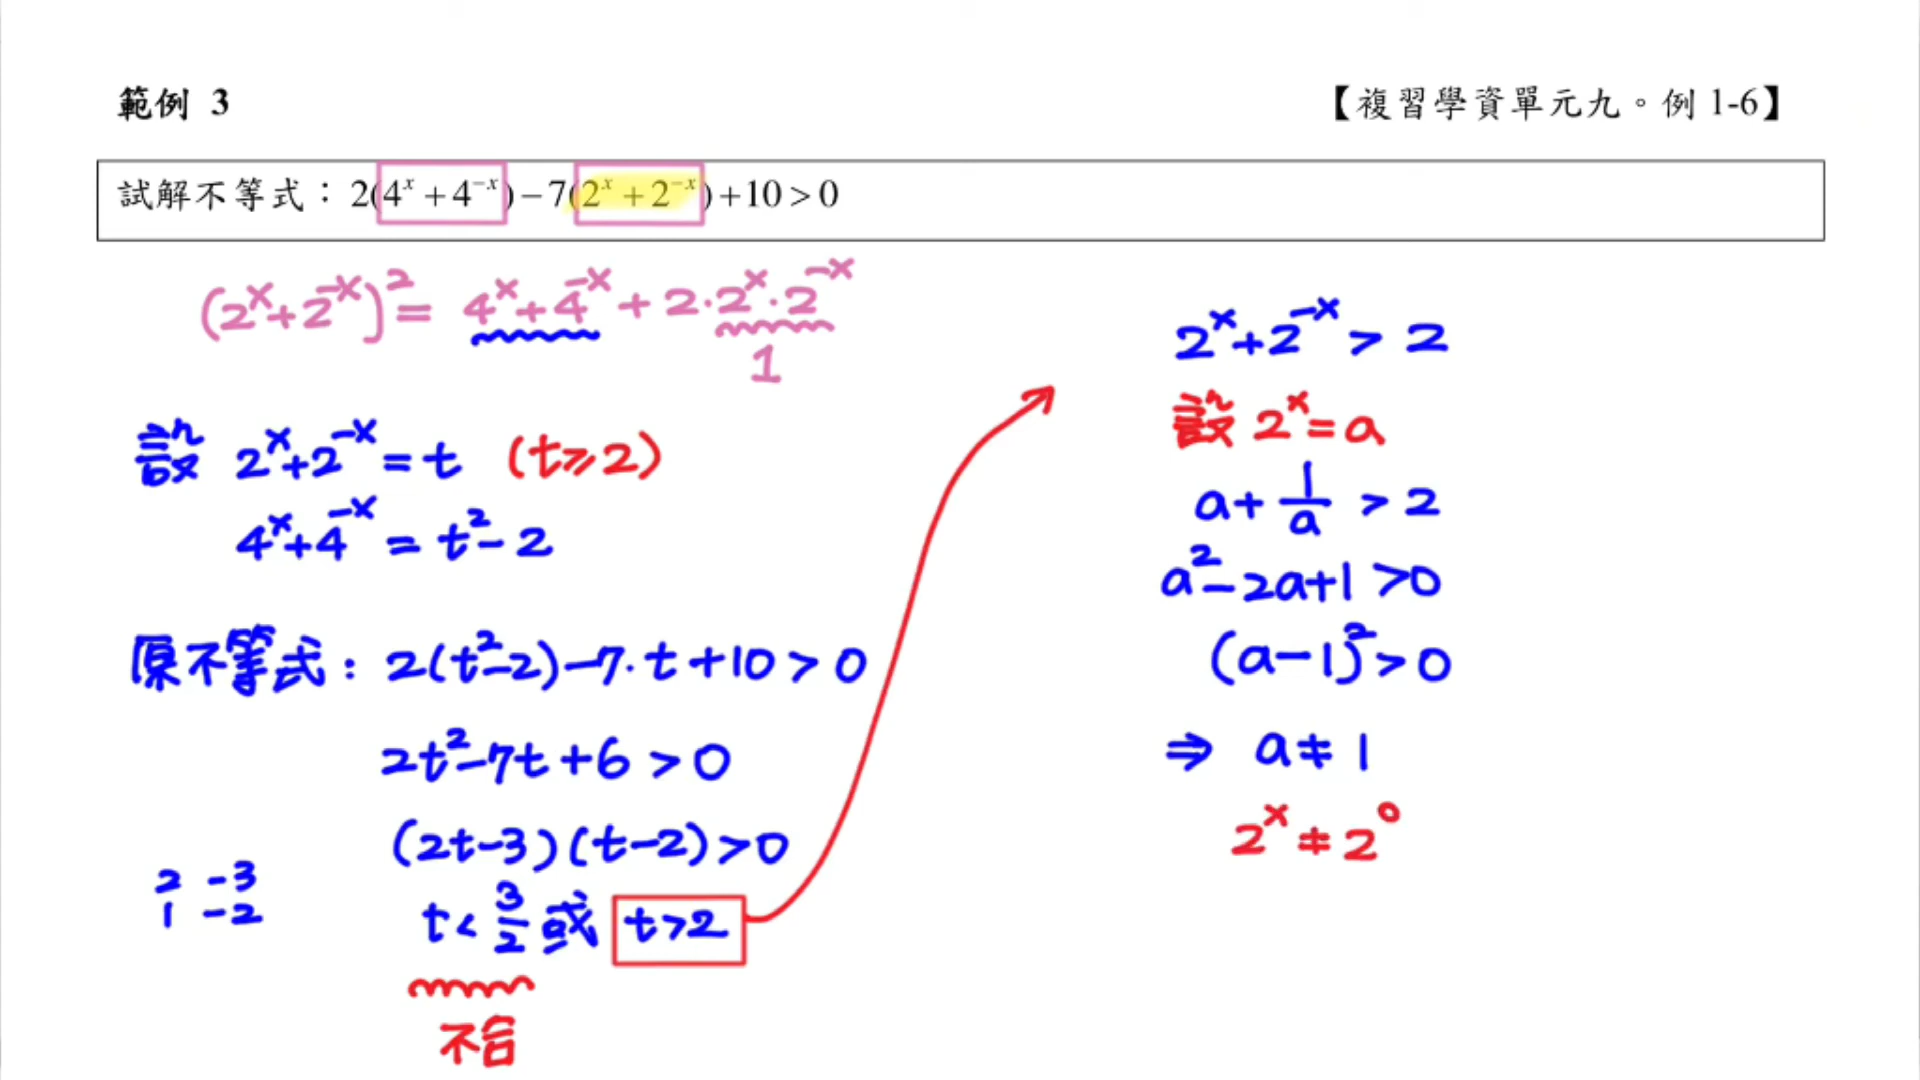 範例 3
【複習學資單元九。例 1-6】
試解不等式：2(4^x + 4^{-x}) − 7(2^x + 2^{-x}) + 10 > 0
(2^x + 2^{-x})^2 = 4^x + 4^{-x} + 2·2^x·2^{-x}
1
設 2^x + 2^{-x} = t (t ≥ 2)
4^x + 4^{-x} = t^2 − 2
原不等式：2(t^2 − 2) − 7·t + 10 > 0
2t^2 − 7t + 6 > 0
(2t − 3)(t − 2) > 0
2 −3
1 −2
t < 3/2 或 t > 2
不合
2^x + 2^{-x} > 2
設 2^x = a
a + 1/a > 2
a^2 − 2a + 1 > 0
(a − 1)^2 > 0
⇒ a ≠ 1
2^x ≠ 2^0